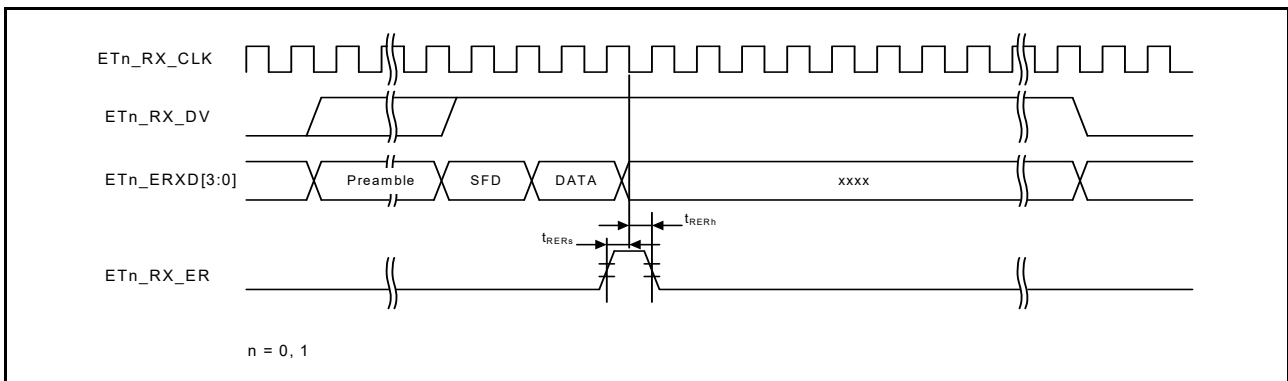 ETn_RX_CLK
ETn_RX_DV
ETn_ERXD[3:0]
Preamble
SFD
DATA
xxxx
tRERh
tRERs
ETn_RX_ER
n = 0, 1